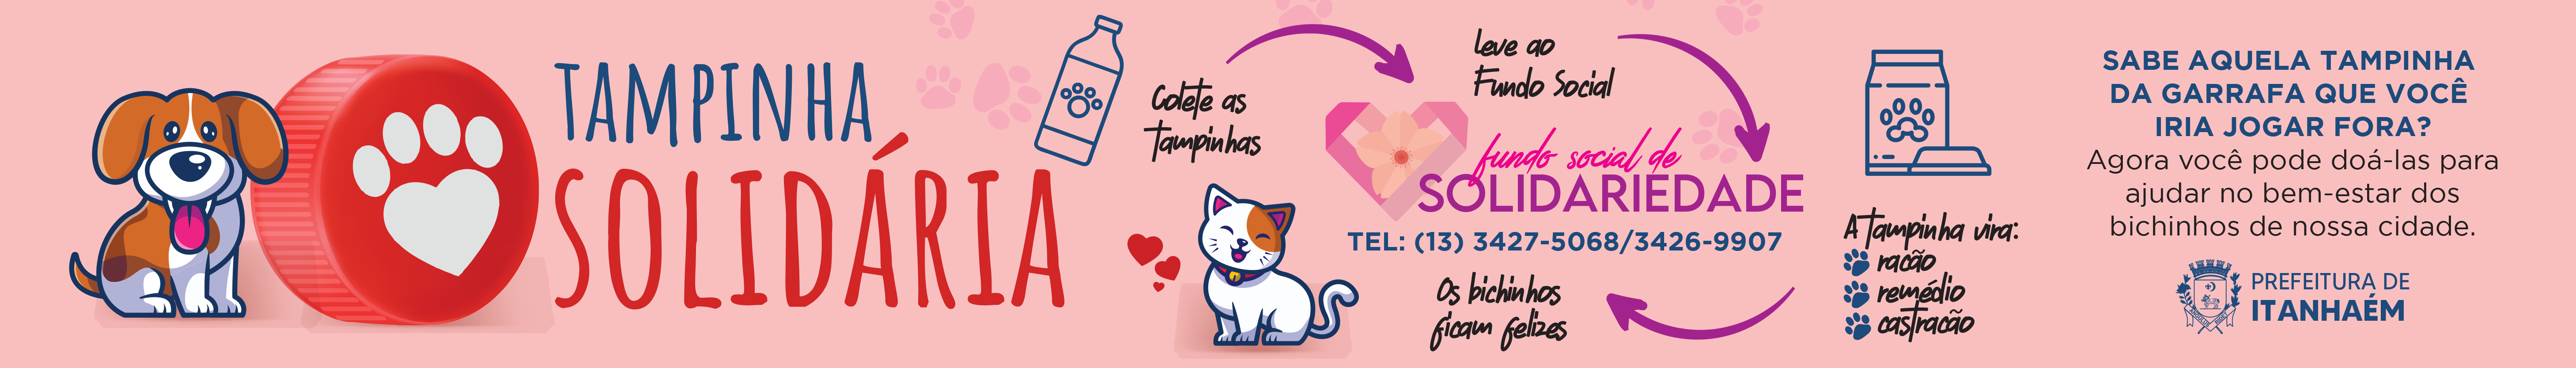 TAMPINHA
SOLIDÁRIA
Colete as
Tampinhas
Leve ao
Fundo Social
fundo social de
SOLIDARIEDADE
TEL: (13) 3427-5068/3426-9907
Os bichinhos
ficam felizes
A Tampinha vira:
racão
remédio
castracão
SABE AQUELA TAMPINHA
DA GARRAFA QUE VOCÊ
IRIA JOGAR FORA?
Agora você pode doá-las para
ajudar no bem-estar dos
bichinhos de nossa cidade.
PREFEITURA DE
ITANHAÉM